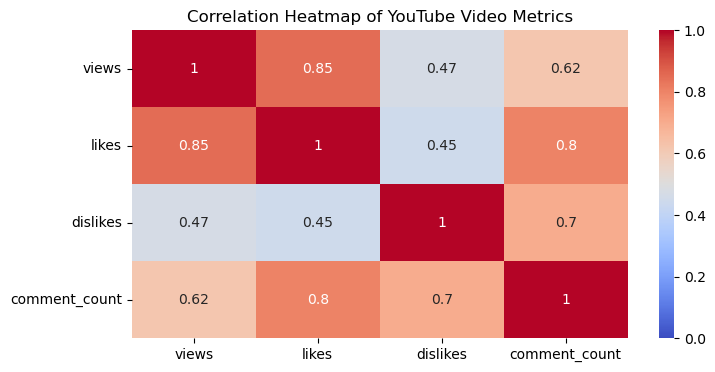 Correlation Heatmap of YouTube Video Metrics
views 1 0.85 0.47 0.62
likes 0.85 1 0.45 0.8
dislikes 0.47 0.45 1 0.7
comment_count 0.62 0.8 0.7 1
views likes dislikes comment_count
1.0
0.8
0.6
0.4
0.2
0.0